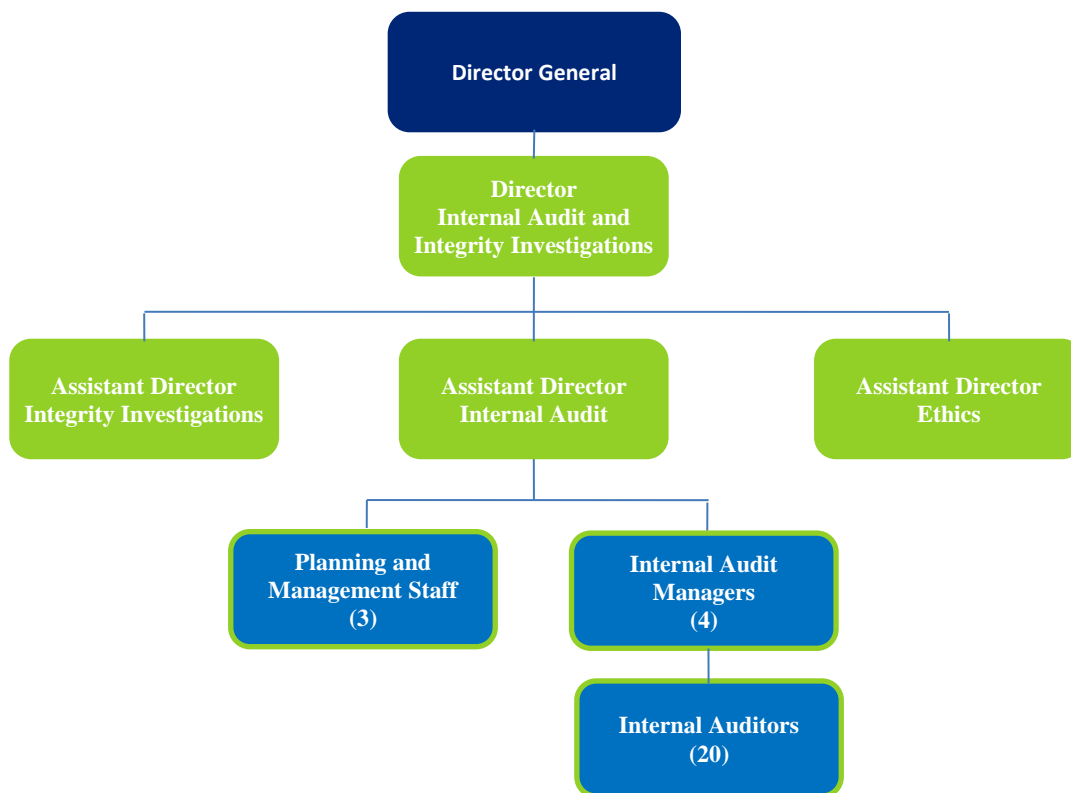 Director General
Director
Internal Audit and
Integrity Investigations
Assistant Director
Integrity Investigations
Assistant Director
Internal Audit
Assistant Director
Ethics
Planning and
Management Staff
(3)
Internal Audit
Managers
(4)
Internal Auditors
(20)